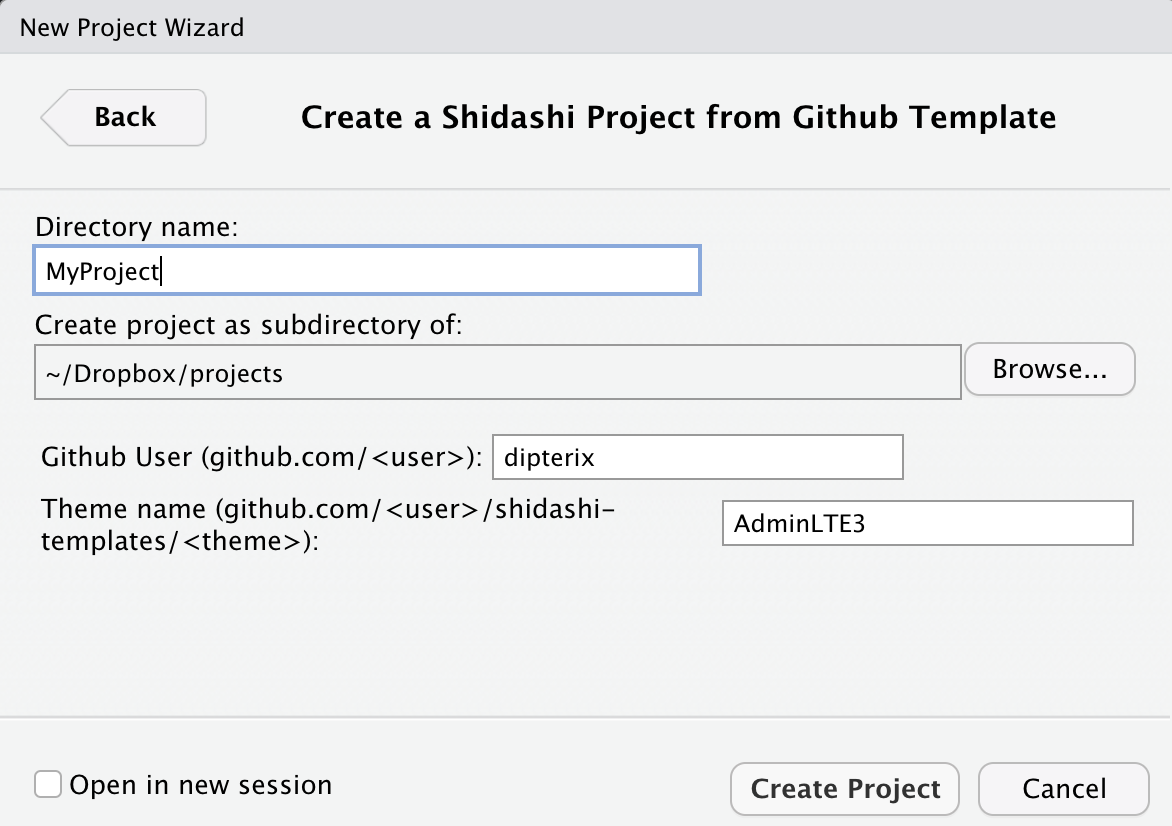 New Project Wizard
Back
Create a Shidashi Project from Github Template
Directory name:
MyProject
Create project as subdirectory of:
~/Dropbox/projects
Browse...
Github User (github.com/<user>):
dipterix
Theme name (github.com/<user>/shidashi-
templates/<theme>):
AdminLTE3
Open in new session
Create Project
Cancel